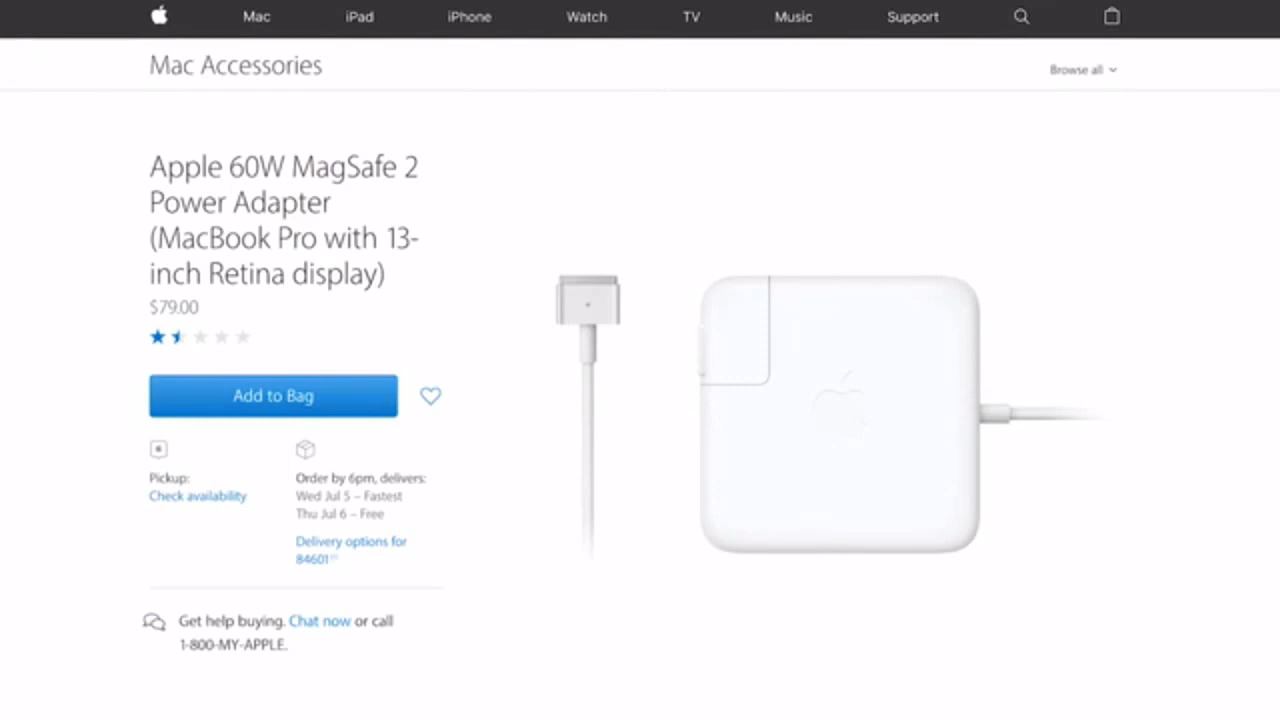 Mac
iPad
iPhone
Watch
TV
Music
Support
Mac Accessories
Browse all
Apple 60W MagSafe 2
Power Adapter
(MacBook Pro with 13-
inch Retina display)
$79.00
Add to Bag
Pickup:
Check availability
Order by 6pm, delivers:
Wed Jul 5 – Fastest
Thu Jul 6 – Free
Delivery options for
84601
Get help buying. Chat now or call
1-800-MY-APPLE.